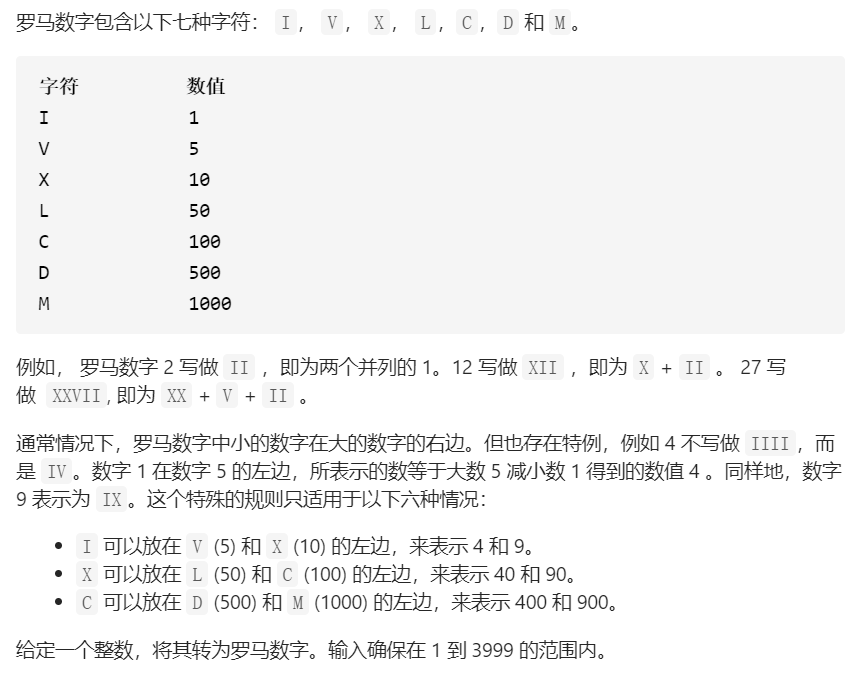 罗马数字包含以下七种字符： I， V， X， L，C，D 和 M。
字符 数值
I 1
V 5
X 10
L 50
C 100
D 500
M 1000
例如， 罗马数字 2 写做 II ，即为两个并列的 1。12 写做 XII ，即为 X + II 。 27 写
做 XXVII, 即为 XX + V + II 。
通常情况下，罗马数字中小的数字在大的数字的右边。但也存在特例，例如 4 不写做 IIII，而
是 IV。数字 1 在数字 5 的左边，所表示的数等于大数 5 减小数 1 得到的数值 4 。同样地，数字
9 表示为 IX。这个特殊的规则只适用于以下六种情况：
• I 可以放在 V (5) 和 X (10) 的左边，来表示 4 和 9。
• X 可以放在 L (50) 和 C (100) 的左边，来表示 40 和 90。
• C 可以放在 D (500) 和 M (1000) 的左边，来表示 400 和 900。
给定一个整数，将其转为罗马数字。输入确保在 1 到 3999 的范围内。